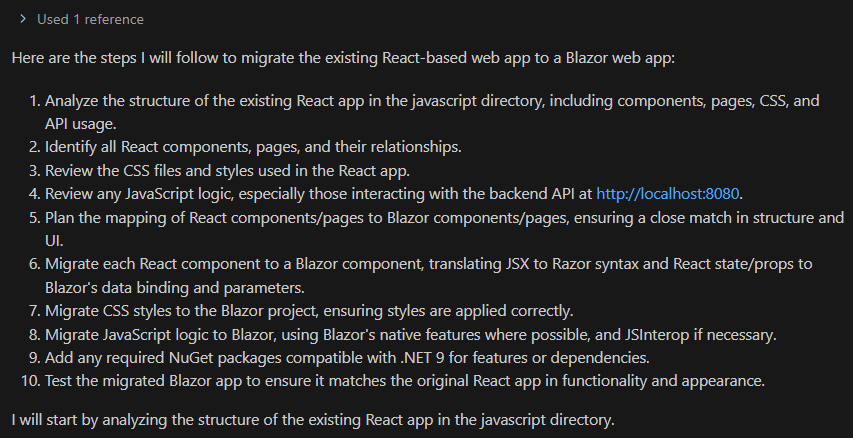 Used 1 reference
Here are the steps I will follow to migrate the existing React-based web app to a Blazor web app:
1. Analyze the structure of the existing React app in the javascript directory, including components, pages, CSS, and
API usage.
2. Identify all React components, pages, and their relationships.
3. Review the CSS files and styles used in the React app.
4. Review any JavaScript logic, especially those interacting with the backend API at http://localhost:8080.
5. Plan the mapping of React components/pages to Blazor components/pages, ensuring a close match in structure and
UI.
6. Migrate each React component to a Blazor component, translating JSX to Razor syntax and React state/props to
Blazor's data binding and parameters.
7. Migrate CSS styles to the Blazor project, ensuring styles are applied correctly.
8. Migrate JavaScript logic to Blazor, using Blazor's native features where possible, and JSInterop if necessary.
9. Add any required NuGet packages compatible with .NET 9 for features or dependencies.
10. Test the migrated Blazor app to ensure it matches the original React app in functionality and appearance.
I will start by analyzing the structure of the existing React app in the javascript directory.